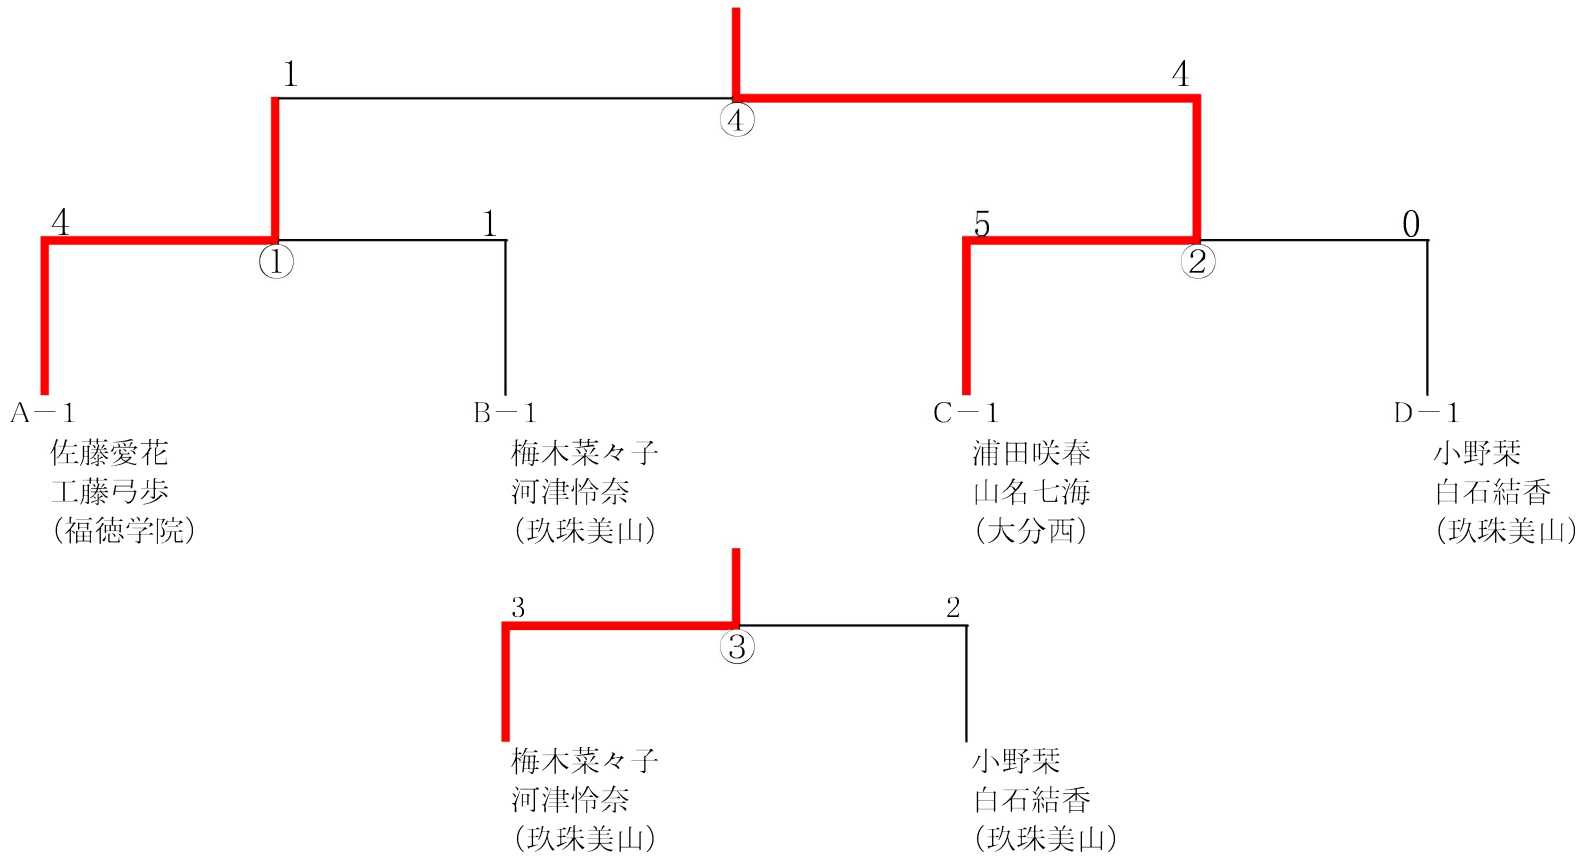 1
4
④
4
1
5
0
①
②
A－1
B－1
C－1
D－1
佐藤愛花
梅木菜々子
浦田咲春
小野栞
工藤弓歩
河津怜奈
山名七海
白石結香
(福徳学院)
(玖珠美山)
(大分西)
(玖珠美山)
3
2
③
梅木菜々子
小野栞
河津怜奈
白石結香
(玖珠美山)
(玖珠美山)